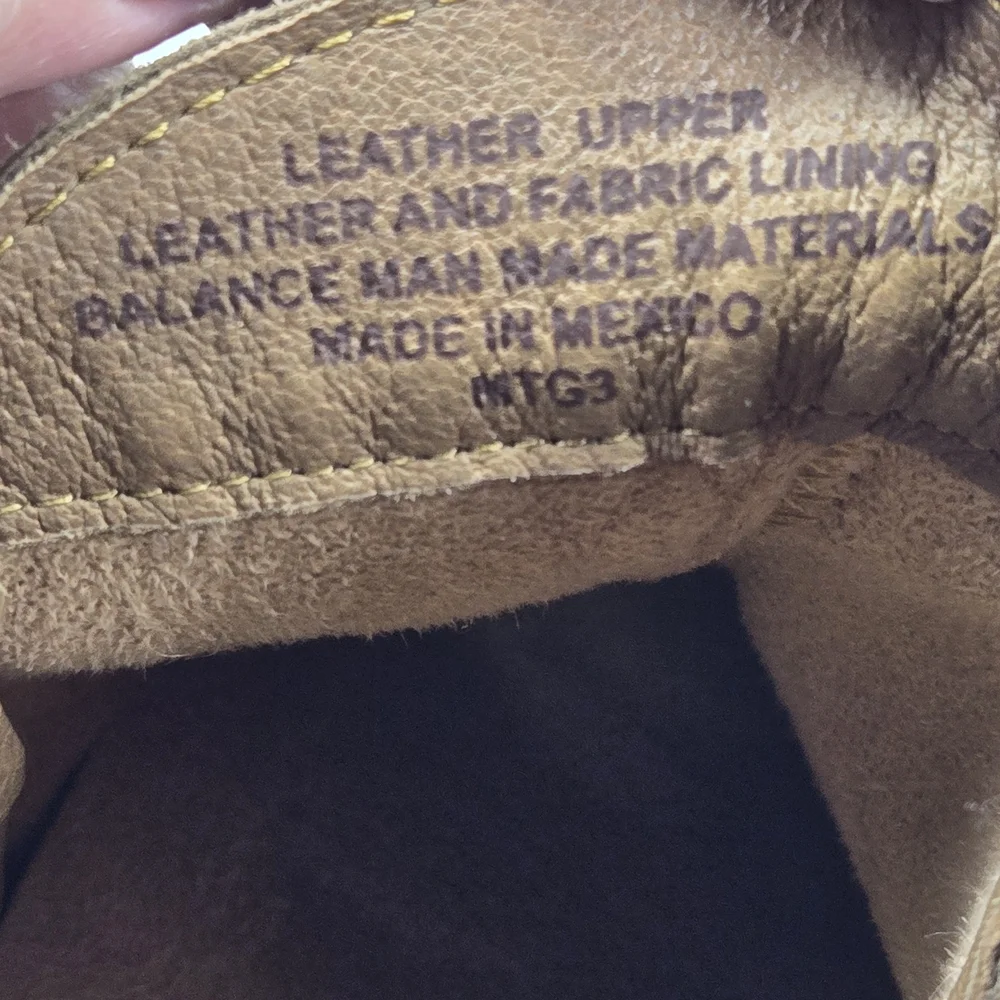 LEATHER UPPER
LEATHER AND FABRIC LINING
BALANCE MAN MADE MATERIALS
MADE IN MEXICO
MTG3